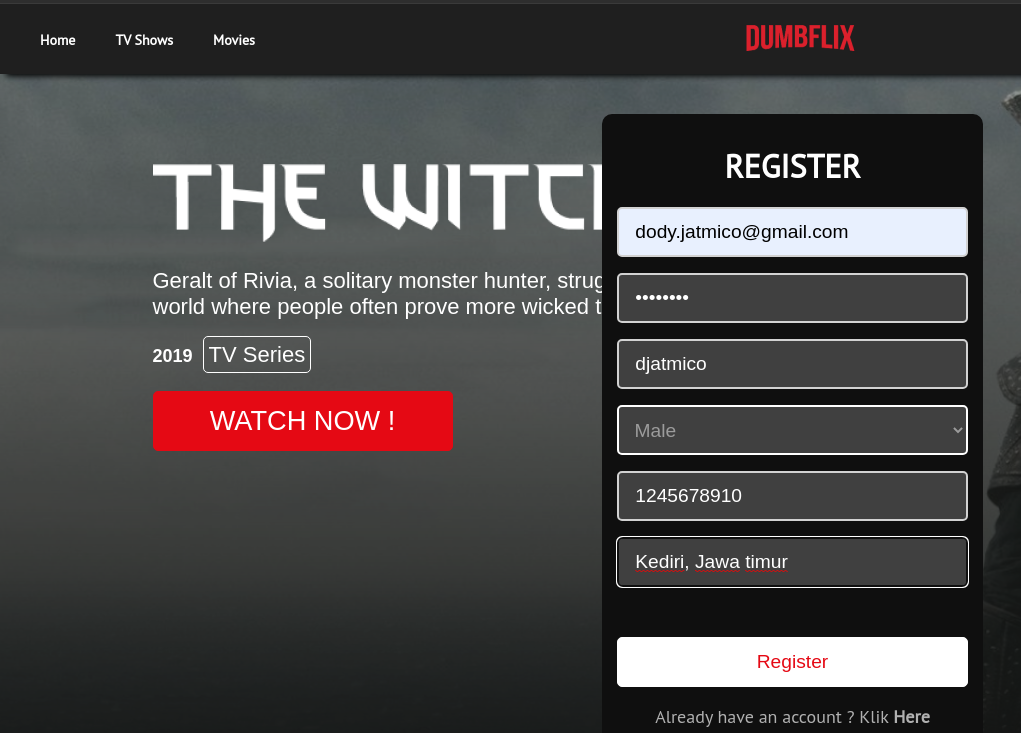 Home TV Shows Movies DUMBFLIX
THE WITC
Geralt of Rivia, a solitary monster hunter, strug
world where people often prove more wicked t
2019 TV Series
WATCH NOW !
REGISTER
dody.jatmico@gmail.com
••••••••
djatmico
Male
1245678910
Kediri, Jawa timur
Register
Already have an account ? Klik Here